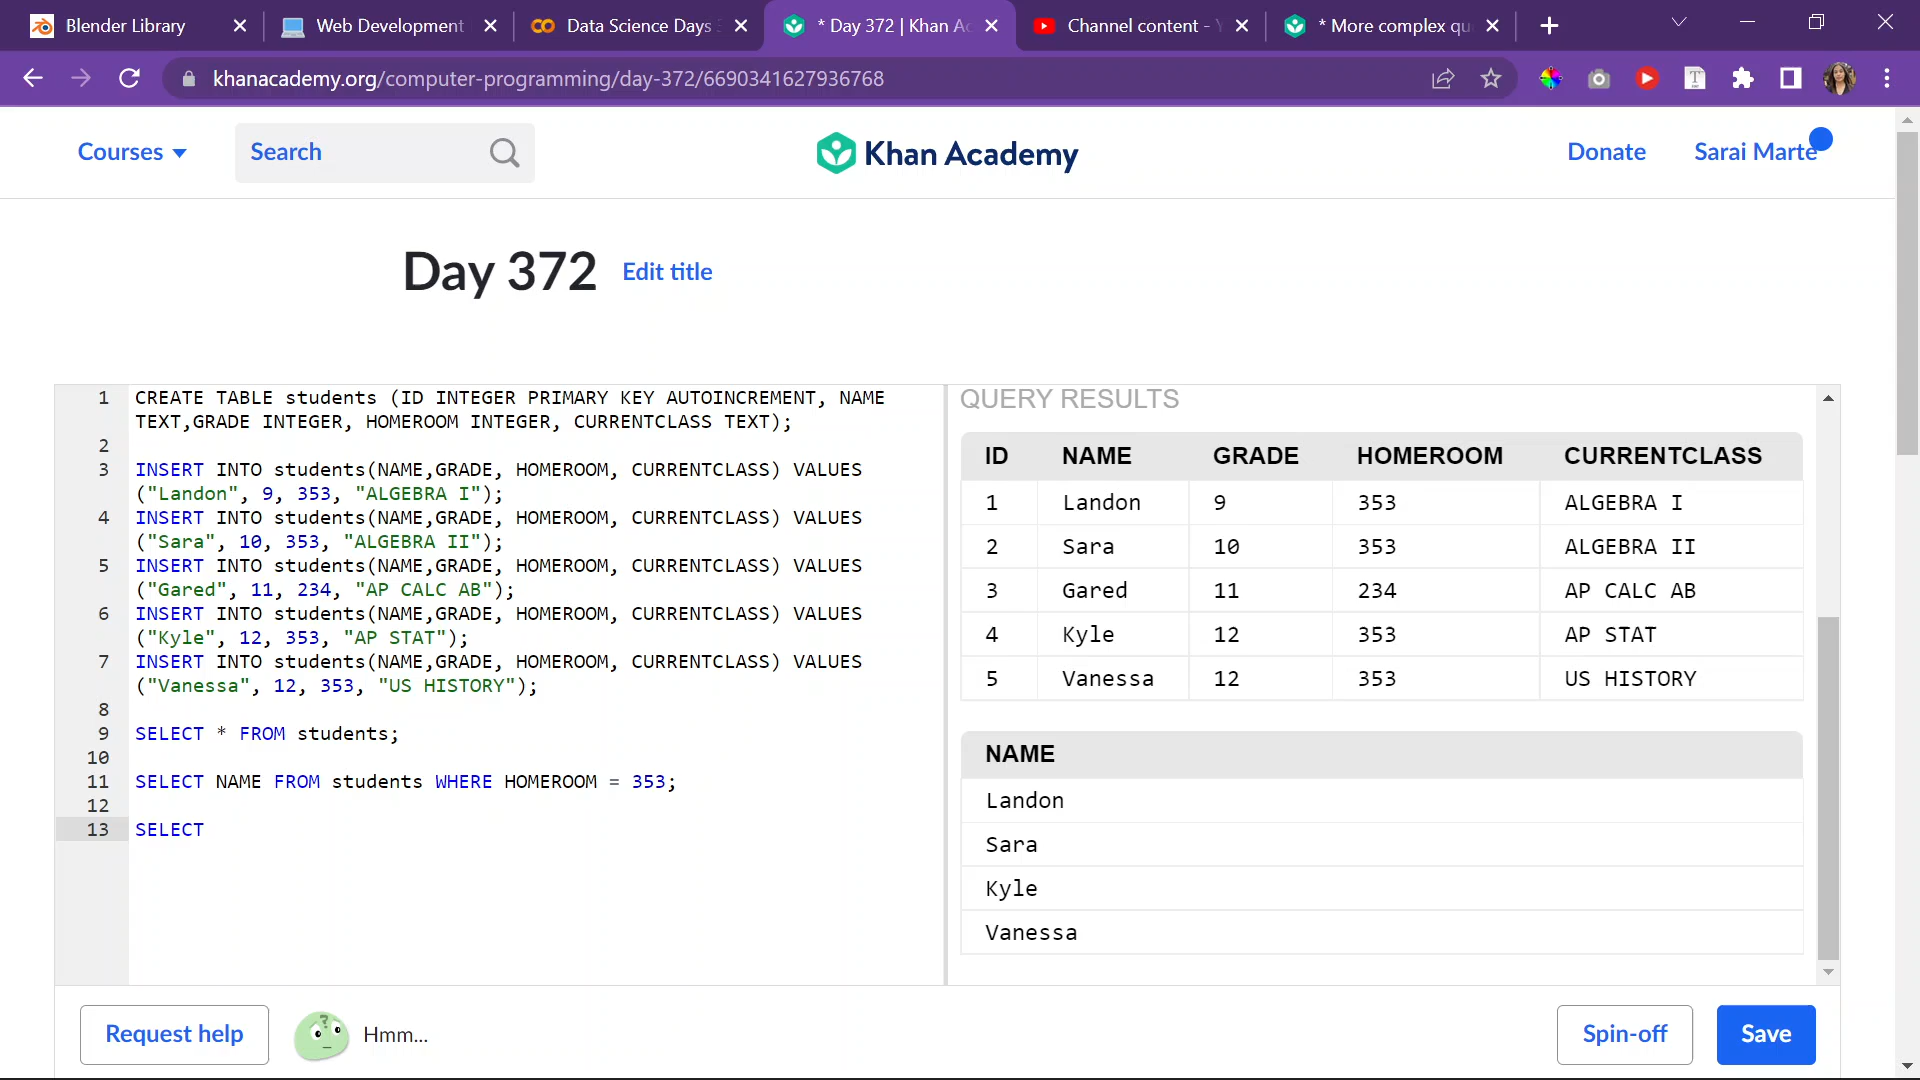 Blender Library
Web Development
Data Science Days
* Day 372 | Khan Ac
Channel content - Y
* More complex qu
khanacademy.org/computer-programming/day-372/6690341627936768
Courses
Search
Khan Academy
Donate
Sarai Marte
Day 372
Edit title
1 CREATE TABLE students (ID INTEGER PRIMARY KEY AUTOINCREMENT, NAME
TEXT,GRADE INTEGER, HOMEROOM INTEGER, CURRENTCLASS TEXT);
2
3 INSERT INTO students(NAME,GRADE, HOMEROOM, CURRENTCLASS) VALUES
("Landon", 9, 353, "ALGEBRA I");
4 INSERT INTO students(NAME,GRADE, HOMEROOM, CURRENTCLASS) VALUES
("Sara", 10, 353, "ALGEBRA II");
5 INSERT INTO students(NAME,GRADE, HOMEROOM, CURRENTCLASS) VALUES
("Gared", 11, 234, "AP CALC AB");
6 INSERT INTO students(NAME,GRADE, HOMEROOM, CURRENTCLASS) VALUES
("Kyle", 12, 353, "AP STAT");
7 INSERT INTO students(NAME,GRADE, HOMEROOM, CURRENTCLASS) VALUES
("Vanessa", 12, 353, "US HISTORY");
8
9 SELECT * FROM students;
10
11 SELECT NAME FROM students WHERE HOMEROOM = 353;
12
13 SELECT
QUERY RESULTS
ID NAME GRADE HOMEROOM CURRENTCLASS
1 Landon 9 353 ALGEBRA I
2 Sara 10 353 ALGEBRA II
3 Gared 11 234 AP CALC AB
4 Kyle 12 353 AP STAT
5 Vanessa 12 353 US HISTORY
NAME
Landon
Sara
Kyle
Vanessa
Request help
Hmm...
Spin-off
Save